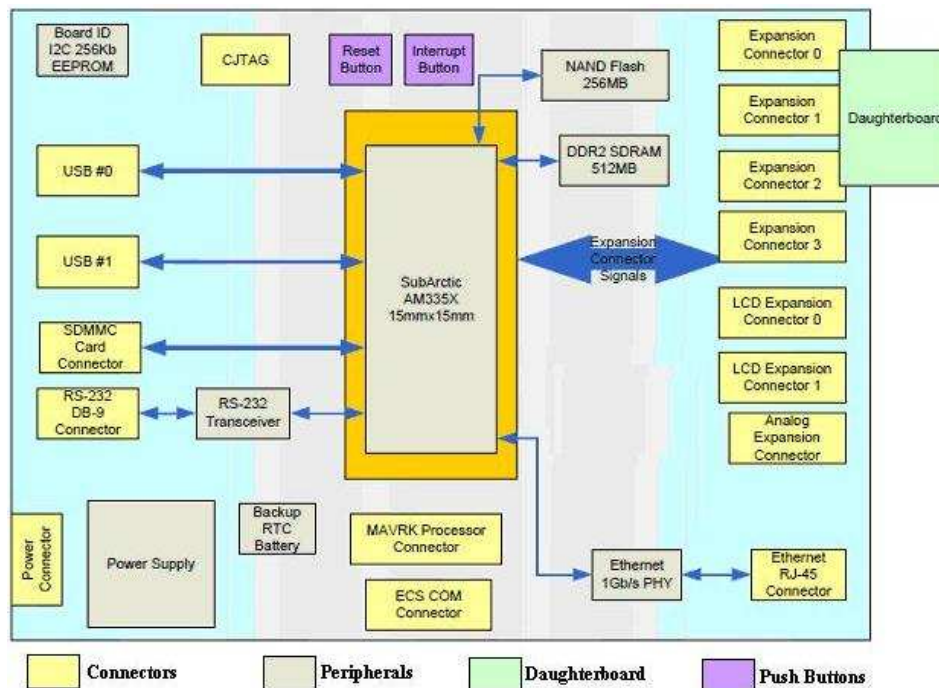 Board ID
I2C 256Kb
EEPROM
CJTAG
Reset
Button
Interrupt
Button
NAND Flash
256MB
Expansion
Connector 0
Expansion
Connector 1
Daughterboard
DDR2 SDRAM
512MB
USB #0
Expansion
Connector 2
Expansion
Connector 3
USB #1
Expansion
Connector
Signals
SubArctic
AM335X
15mmx15mm
LCD Expansion
Connector 0
SDMMC
Card
Connector
LCD Expansion
Connector 1
RS-232
DB-9
Connector
RS-232
Transceiver
Analog
Expansion
Connector
Power
Connector
Power Supply
Backup
RTC
Battery
MAVRK Processor
Connector
Ethernet
1Gb/s PHY
Ethernet
RJ-45
Connector
ECS COM
Connector
Connectors
Peripherals
Daughterboard
Push Buttons